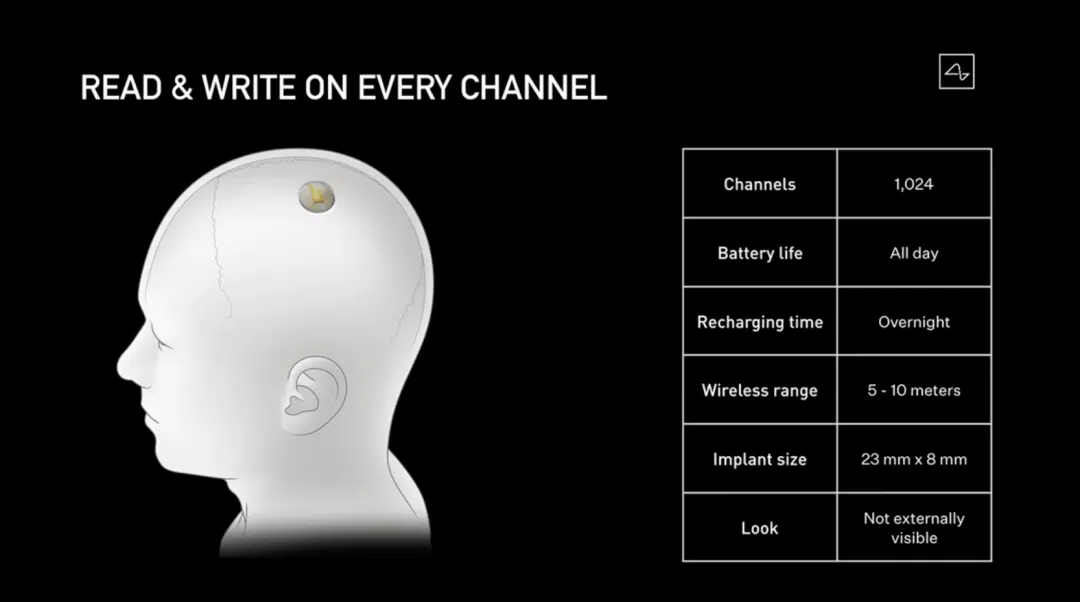 READ & WRITE ON EVERY CHANNEL
Channels 1,024
Battery life All day
Recharging time Overnight
Wireless range 5 - 10 meters
Implant size 23 mm x 8 mm
Look Not externally
visible